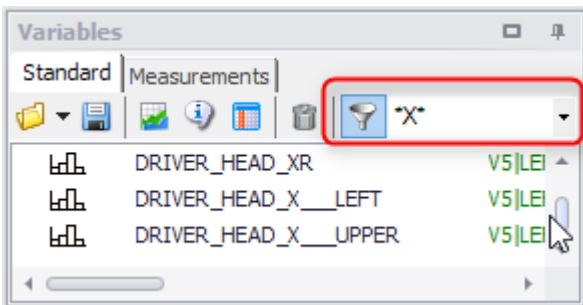 Variables
Standard Measurements
*X*
DRIVER_HEAD_XR V5|LEI
DRIVER_HEAD_X___LEFT V5|LEI
DRIVER_HEAD_X___UPPER V5|LEI